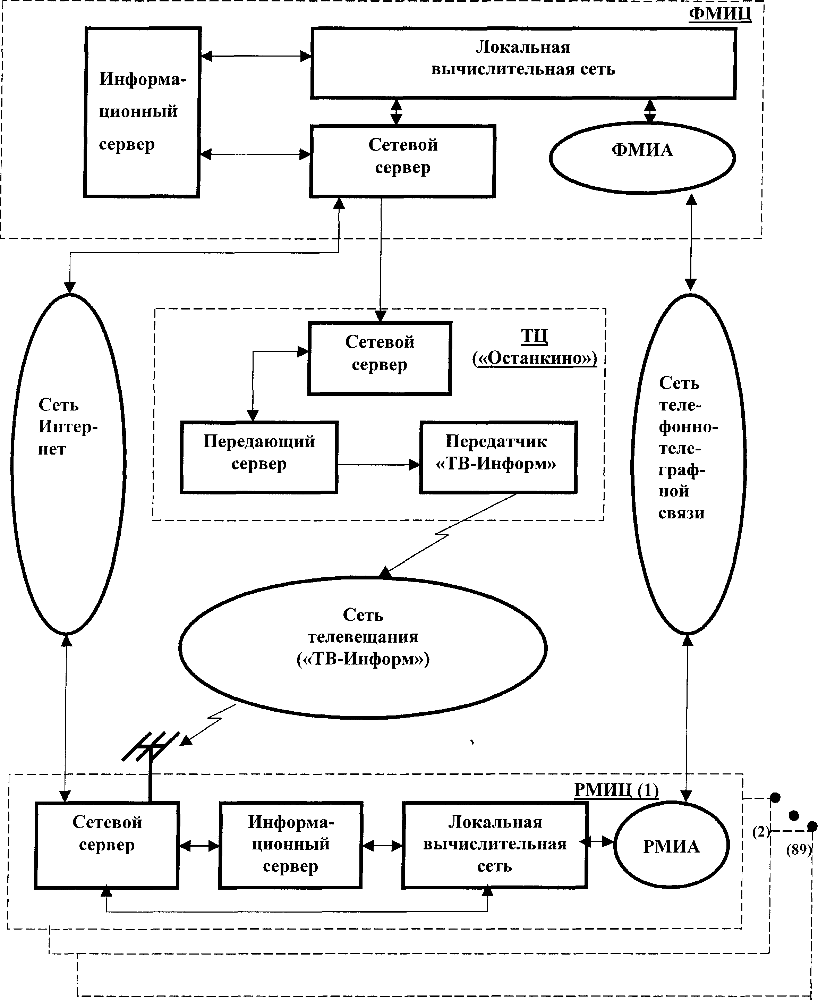 ФМИЦ
Локальная
вычислительная сеть
Информа-
ционный
сервер
Сетевой
сервер
ФМИА
ТЦ
(«Останкино»)
Сетевой
сервер
Сеть
Интер-
нет
Передающий
сервер
Передатчик
«ТВ-Информ»
Сеть
теле-
фонно-
теле-
граф-
ной
связи
Сеть
телевещания
(«ТВ-Информ»)
РМИЦ (1)
Сетевой
сервер
Информа-
ционный
сервер
Локальная
вычислительная
сеть
РМИА
(2)
(89)